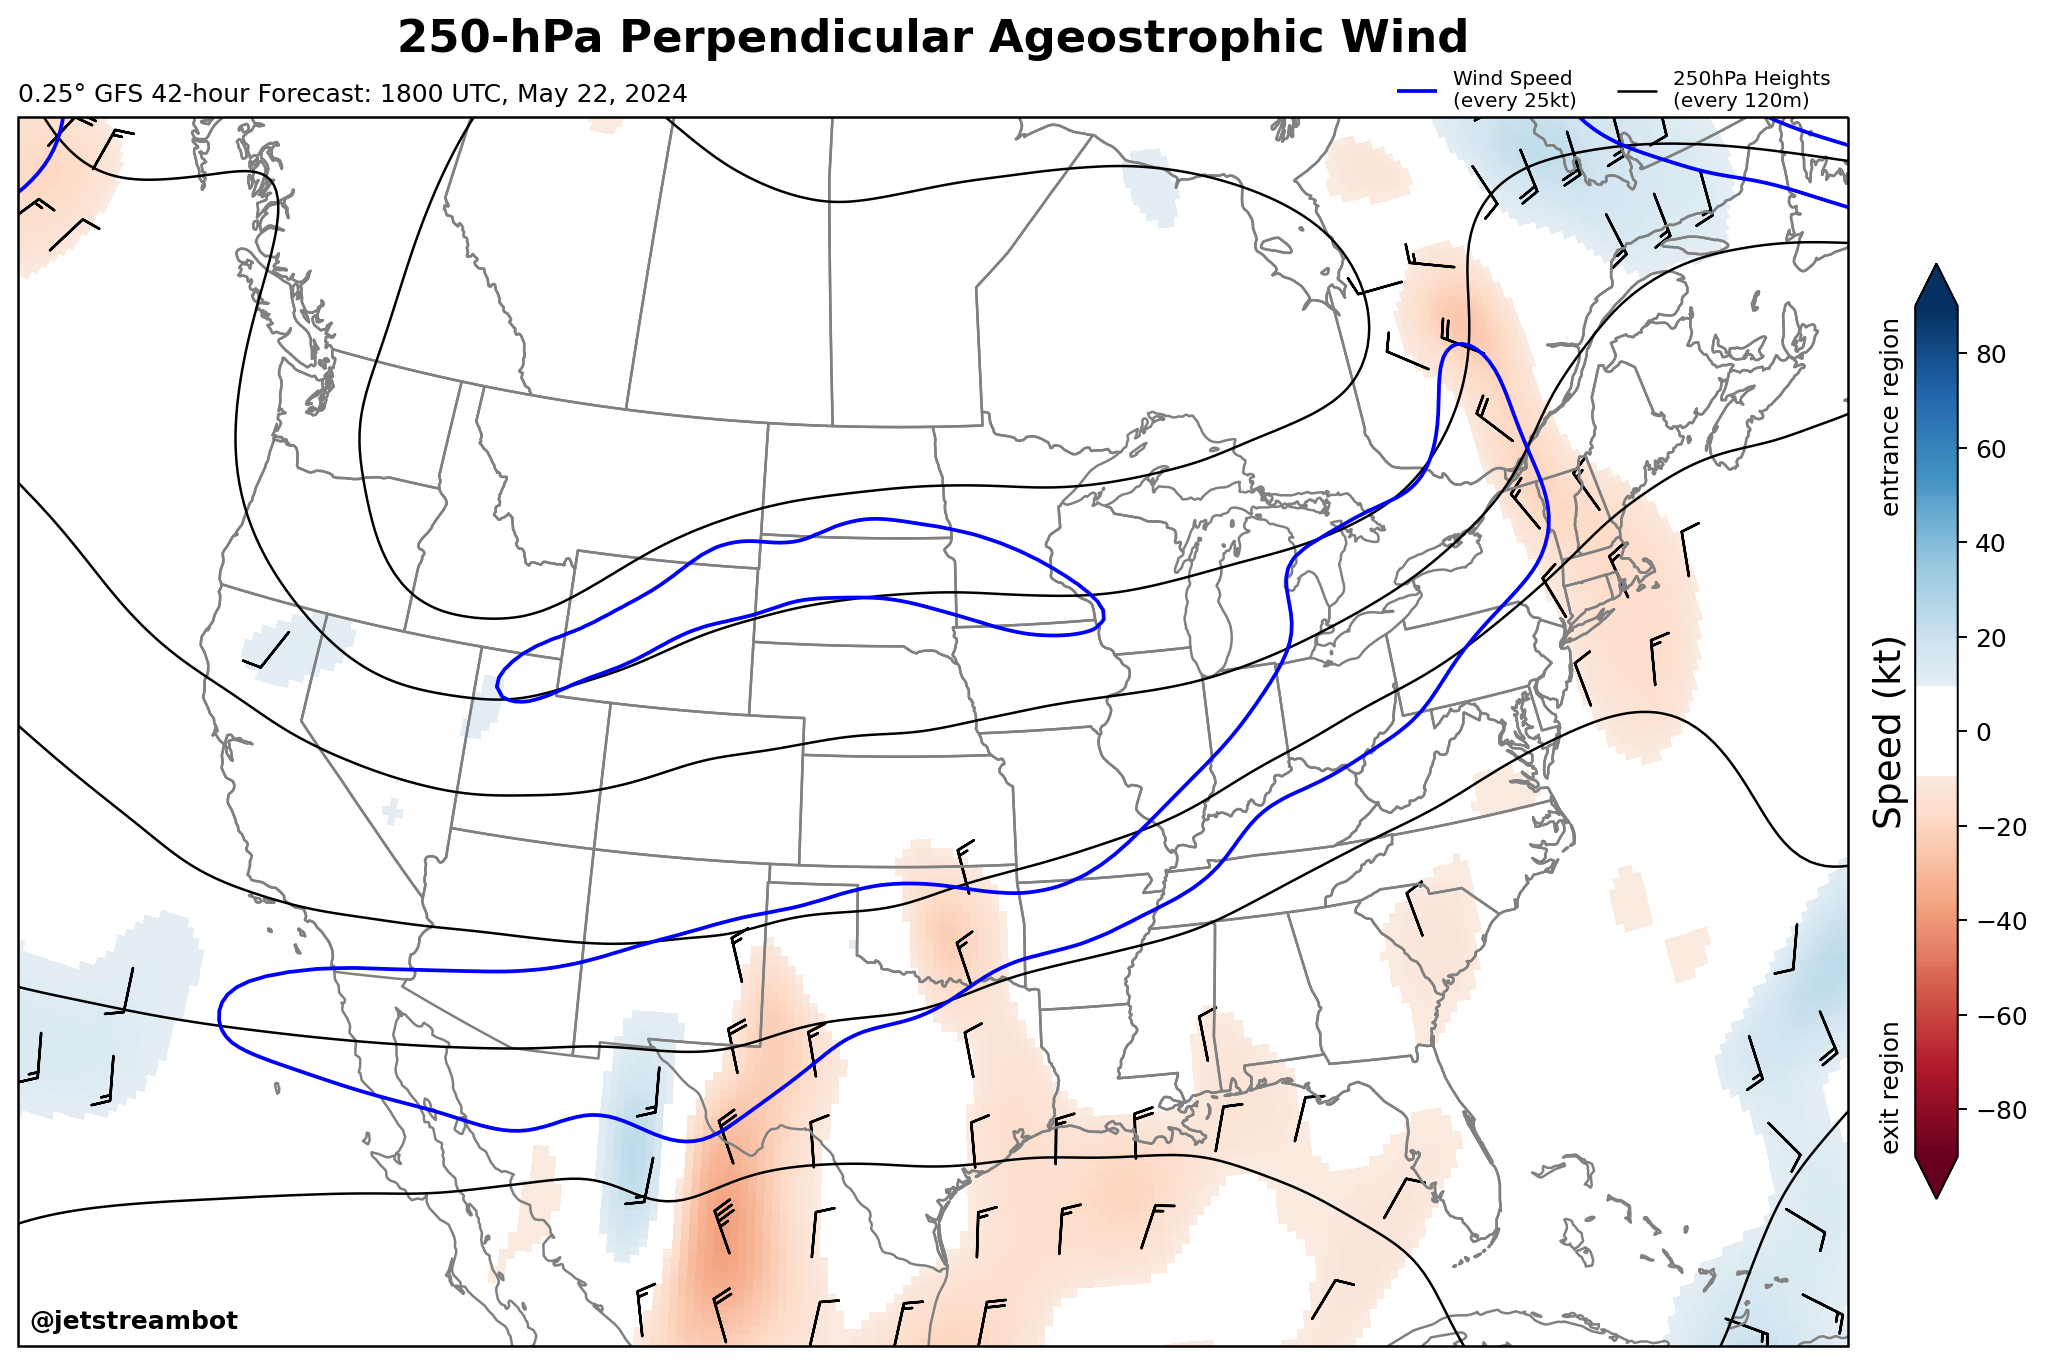 250-hPa Perpendicular Ageostrophic Wind
0.25° GFS 42-hour Forecast: 1800 UTC, May 22, 2024
Wind Speed
(every 25kt)
250hPa Heights
(every 120m)
entrance region
exit region
Speed (kt)
80
60
40
20
0
−20
−40
−60
−80
@jetstreambot